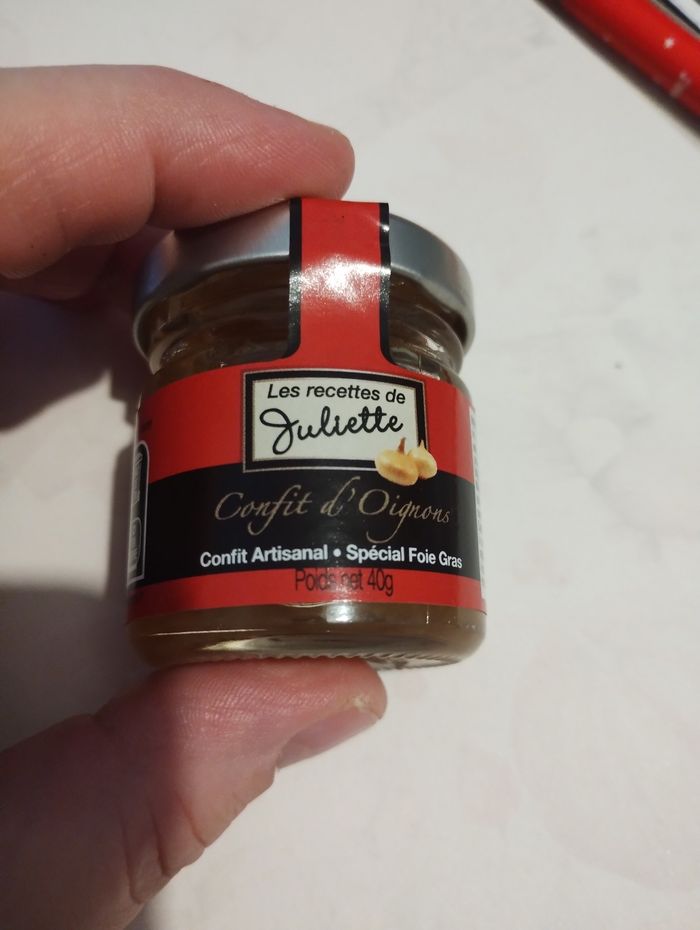 Les recettes de
Juliette
Confit d'Oignons
Confit Artisanal • Spécial Foie Gras
Poids net 40g